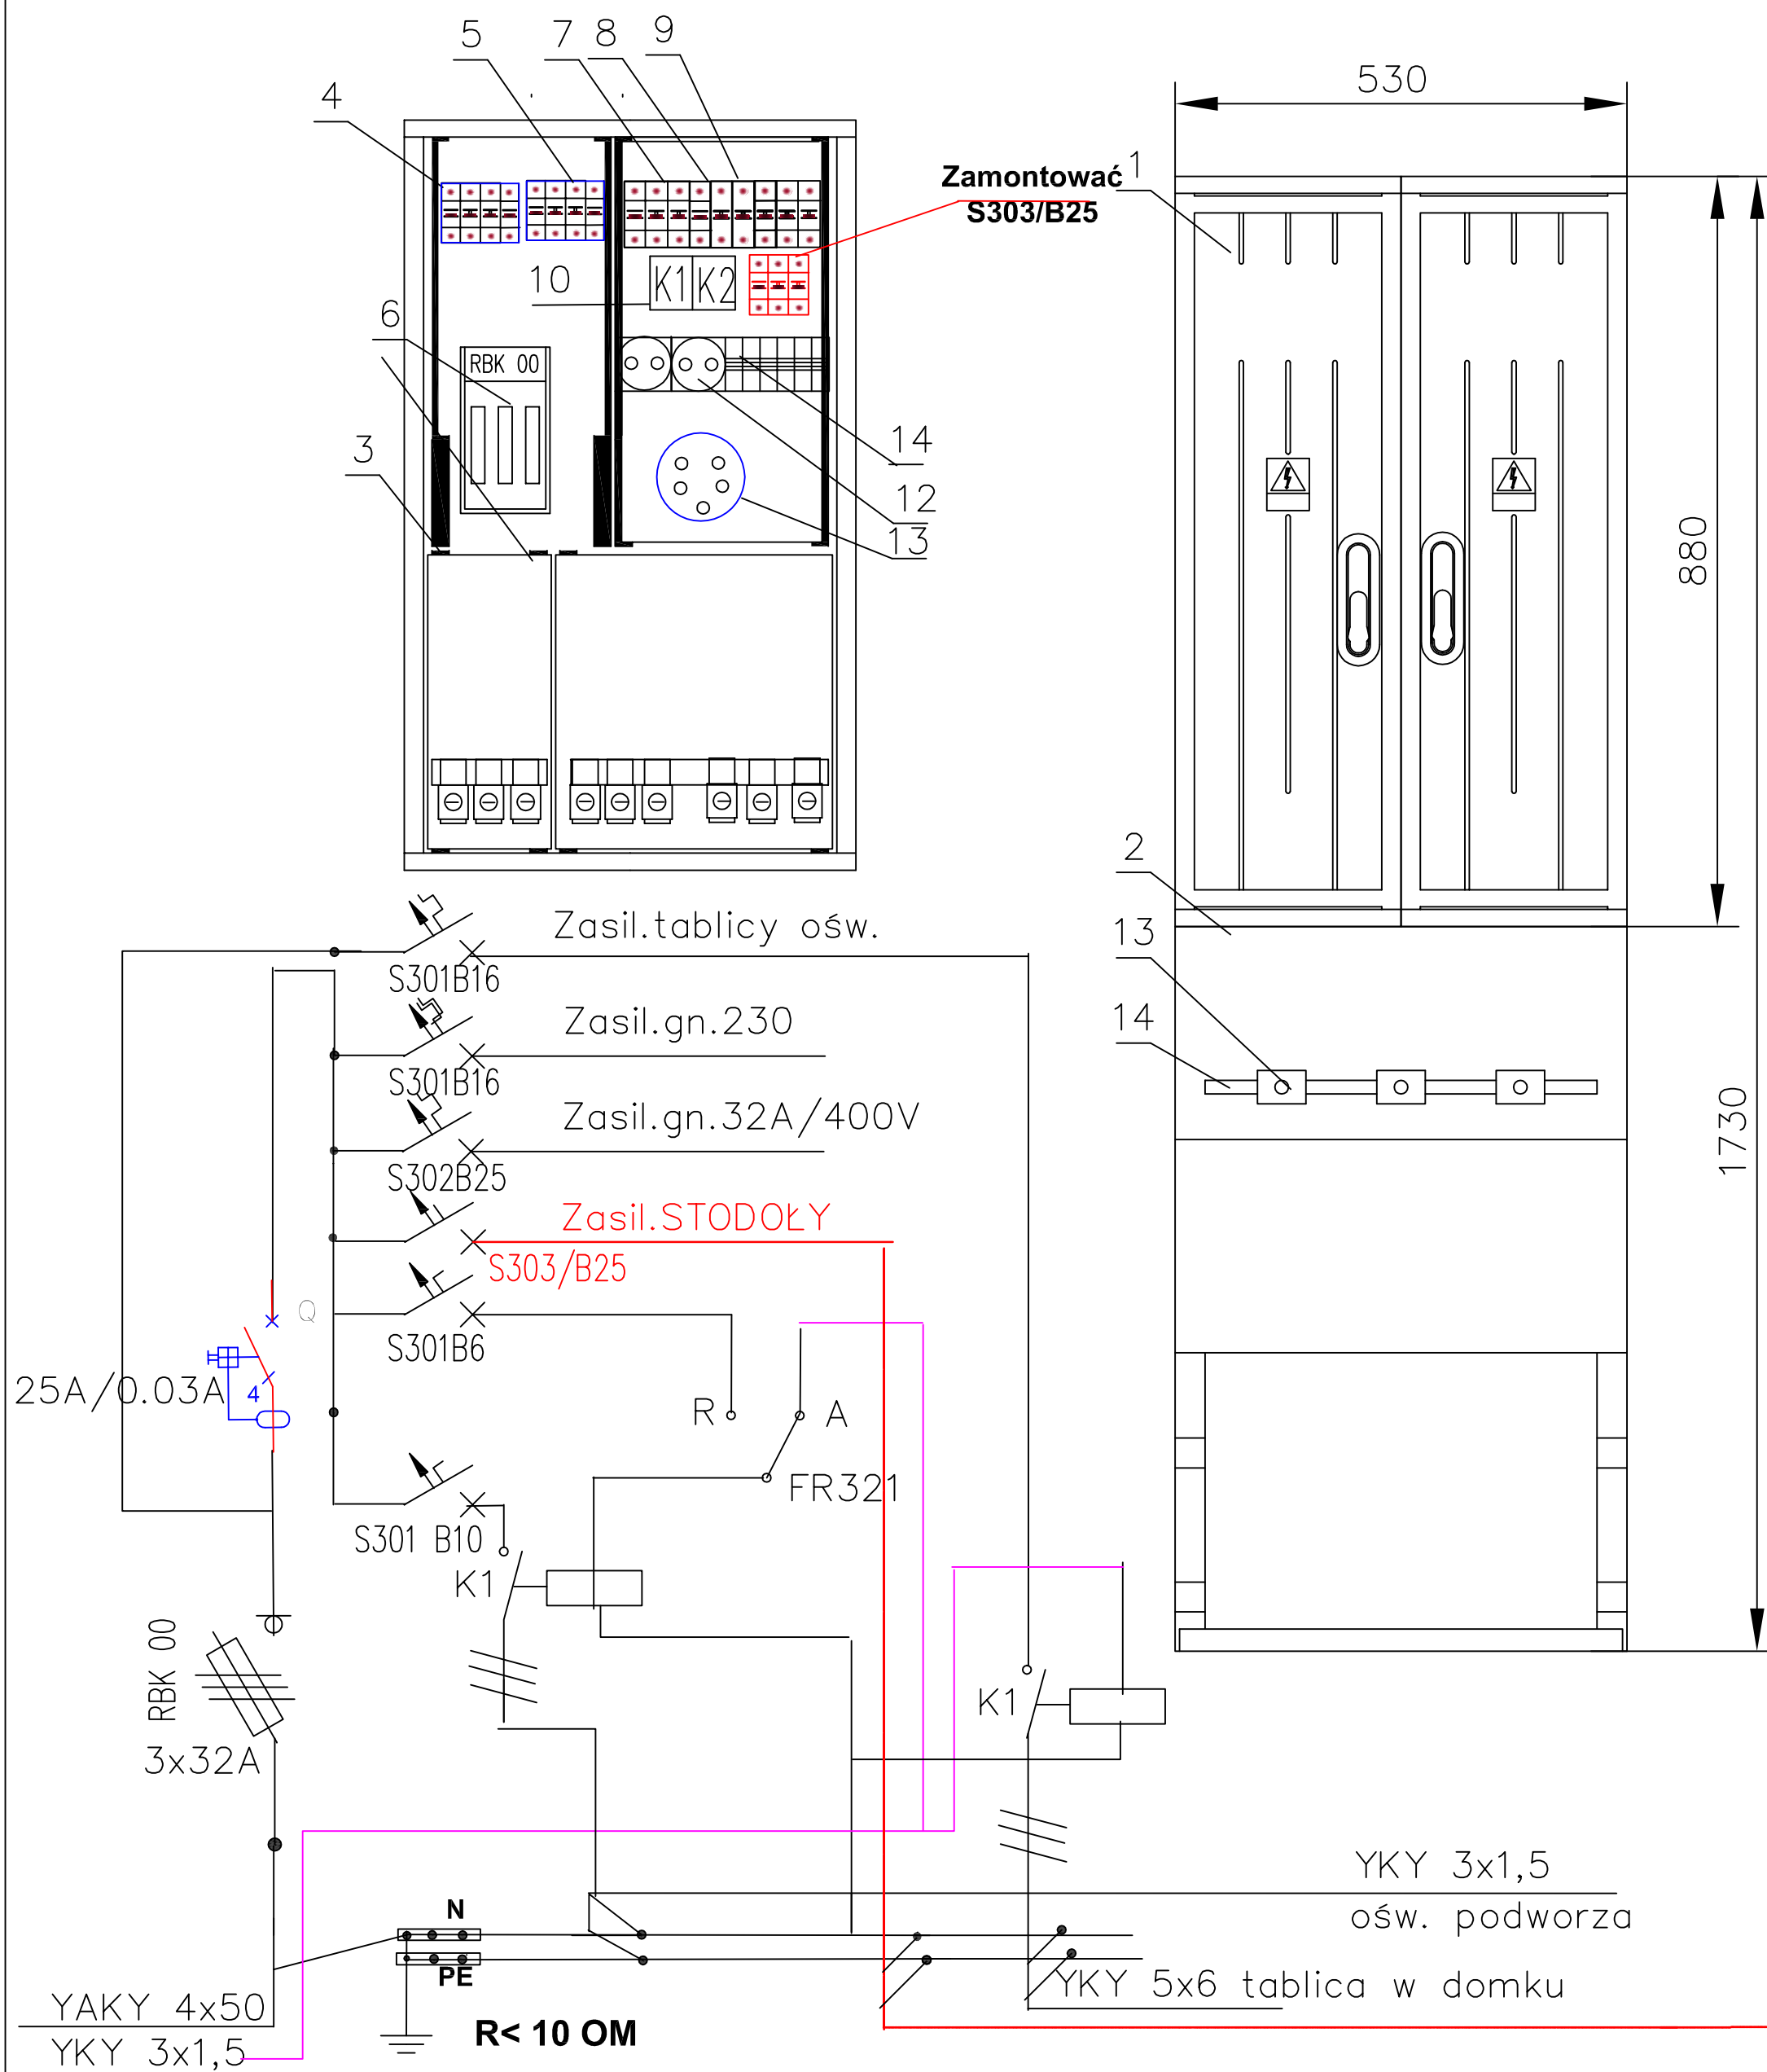 5 7 8 9
4
530
Zamontować 1
S303/B25
10 K1 K2
6
RBK 00
3
14
12
13
880
2
13
14
1730
Zasil.tablicy ośw.
S301B16
Zasil.gn.230
S301B16
Zasil.gn.32A/400V
S302B25
Zasil.STODOŁY
S303/B25
Q
S301B6
25A/0.03A 4
R A
FR321
S301 B10
K1
RBK 00
3x32A
K1
YKY 3x1,5
ośw. podworza
N
PE
YKY 5x6 tablica w domku
YAKY 4x50
YKY 3x1,5
R< 10 OM